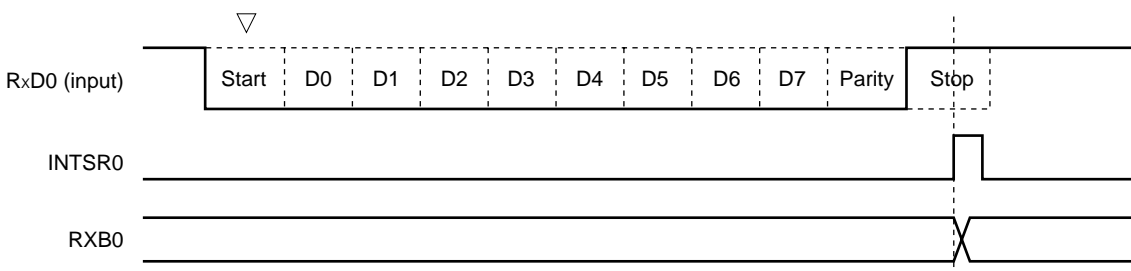 RxD0 (input) Start D0 D1 D2 D3 D4 D5 D6 D7 Parity Stop
INTSR0
RXB0